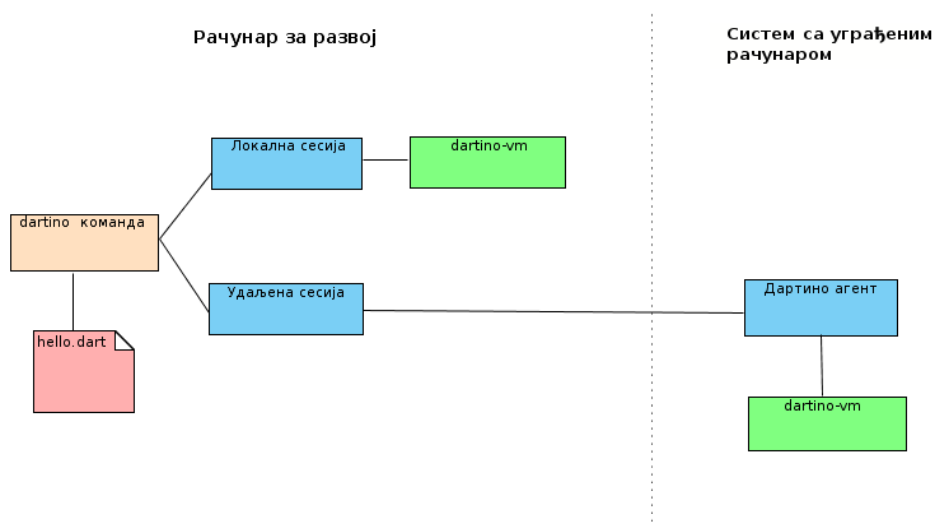 Рачунар за развој
Систем са уграђеним
рачунаром
Локална сесија
dartino-vm
dartino команда
Удаљена сесија
Дартино агент
hello.dart
dartino-vm